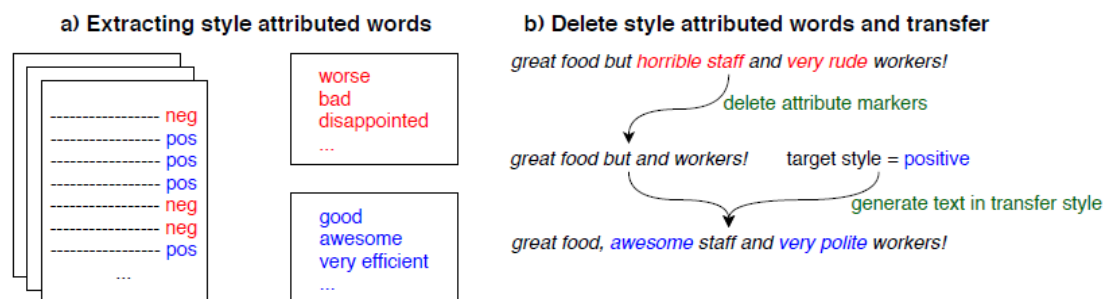 a) Extracting style attributed words
----------------- neg
----------------- pos
----------------- pos
----------------- pos
----------------- neg
----------------- neg
----------------- pos
...
worse
bad
disappointed
...
good
awesome
very efficient
...
b) Delete style attributed words and transfer
great food but horrible staff and very rude workers!
delete attribute markers
great food but and workers! target style = positive
generate text in transfer style
great food, awesome staff and very polite workers!